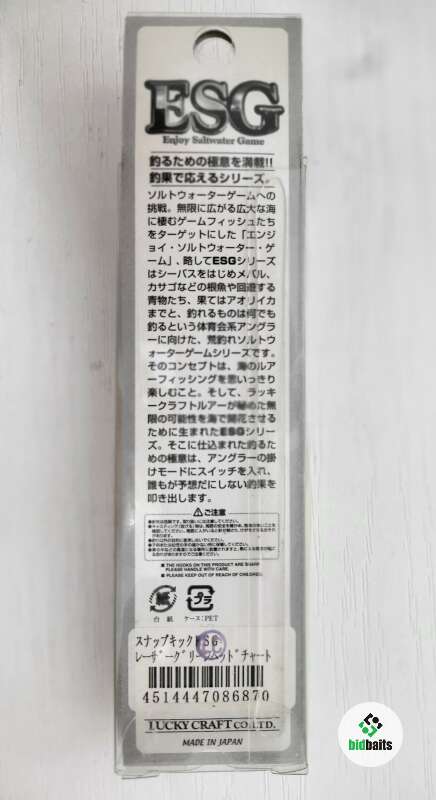 ESG
Enjoy Saltwater Game
釣るための極意を満載!!
釣果で応えるシリーズ。
ソルトウォーターゲームへの
挑戦。無限に広がる広大な海
に棲むゲームフィッシュたち
をターゲットにした「エンジ
ョイ・ソルトウォーター・ゲ
ーム」、略してESGシリーズ
はシーバスをはじめメバル、
カサゴなどの根魚や回遊する
青物たち、果てはアオリイカ
までと、釣れるものは何でも
釣るという体育会系アングラ
ーに向けた、荒釣れソルトウ
ォーターゲームシリーズです。
そのコンセプトは、海のルア
ーフィッシングを思いっきり
楽しむこと。そして、ラッキ
ークラフトルアーが秘めた無
限の可能性を海で開花させる
ために生まれたESGシリー
ズ。そこに仕込まれた釣るた
めの極意は、アングラーの掛
けモードにスイッチを入れ、
誰もが予想だにしない釣果を
叩き出します。
⚠ご注意
■ THE HOOKS ON THIS PRODUCT ARE SHARP
PLEASE HANDLE WITH CARE.
■ PLEASE KEEP OUT OF REACH OF CHILDREN.
プラ
台 紙 ケース:PET
スナップキック
4514447086870
LUCKY CRAFT CO.,LTD.
MADE IN JAPAN
bidbaits